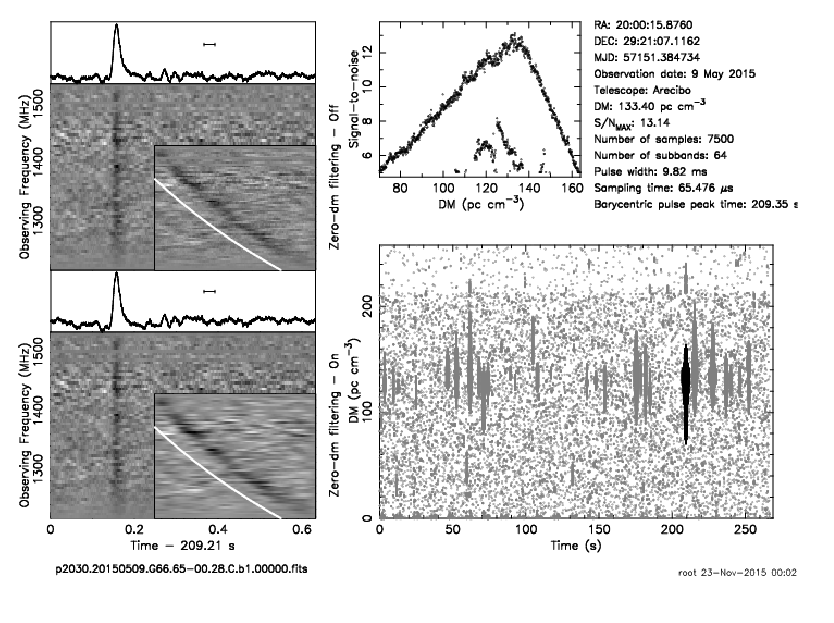 Observing Frequency (MHz)
1500
1400
1300
Zero-dm filtering - Off
Signal-to-noise
12
10
8
6
80 100 120 140 160
DM (pc cm⁻³)
RA: 20:00:15.8760
DEC: 29:21:07.1162
MJD: 57151.384734
Observation date: 9 May 2015
Telescope: Arecibo
DM: 133.40 pc cm⁻³
S/N_MAX: 13.14
Number of samples: 7500
Number of subbands: 64
Pulse width: 9.82 ms
Sampling time: 65.476 μs
Barycentric pulse peak time: 209.35 s
Observing Frequency (MHz)
1500
1400
1300
Zero-dm filtering - On
0 0.2 0.4 0.6
Time - 209.21 s
DM (pc cm⁻³)
200
100
0
0 50 100 150 200 250
Time (s)
p2030.20150509.G66.65-00.28.C.b1.00000.fits
root 23-Nov-2015 00:02